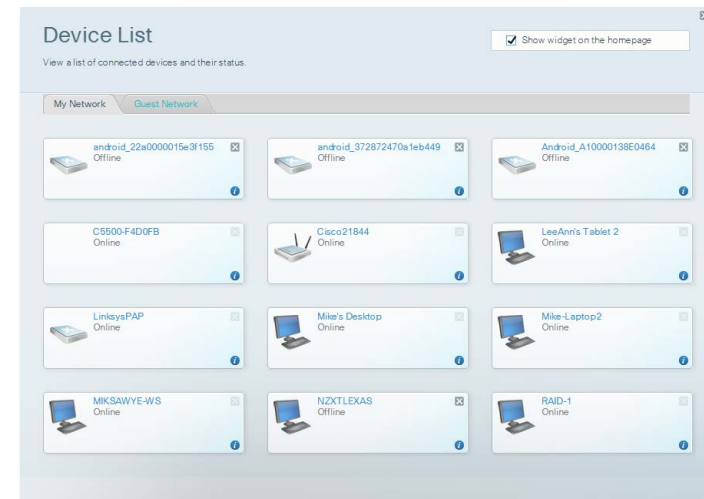 Device List
Show widget on the homepage
View a list of connected devices and their status.
My Network
Guest Network
android_22a0000015e3f155
Offline
android_372872470a1eb449
Offline
Android_A10000138E0464
Offline
C5500-F4D0FB
Online
Cisco21844
Online
LeeAnn's Tablet 2
Online
LinksysPAP
Online
Mike's Desktop
Online
Mike-Laptop2
Online
MIKSAWYE-WS
Online
NZXTLEXAS
Offline
RAID-1
Online